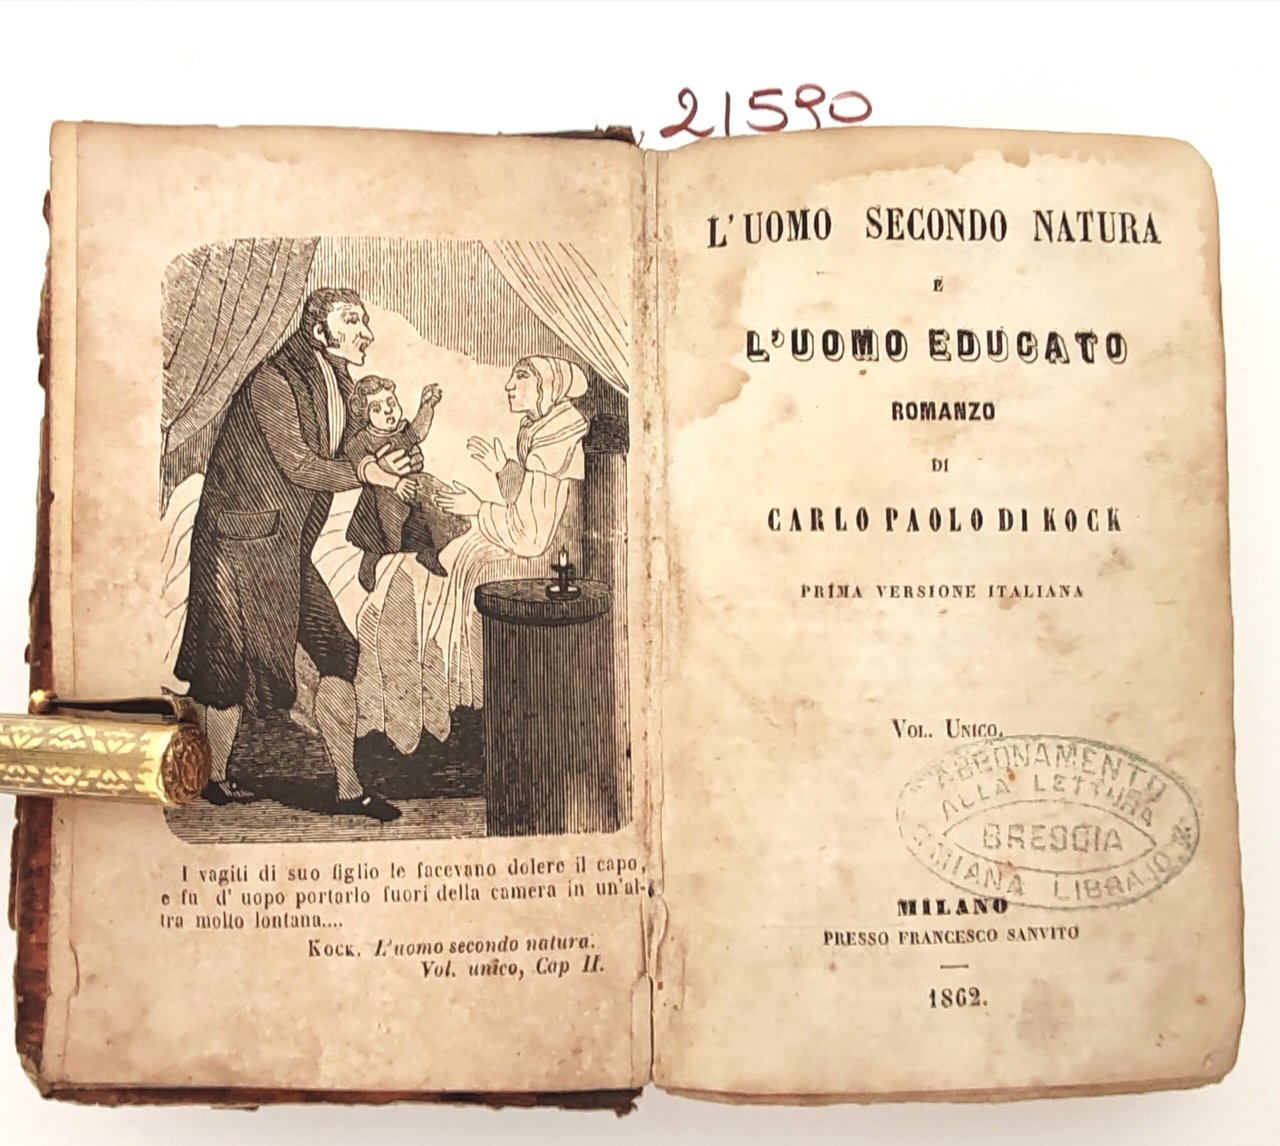 21590
I vagiti di suo figlio le facevano dolere il capo,
e fu d' uopo portarlo fuori della camera in un'al-
tra molto lontana....
KOCK. L'uomo secondo natura.
Vol. unico, Cap II.
L'UOMO SECONDO NATURA
E
L'UOMO EDUCATO
ROMANZO
DI
CARLO PAOLO DI KOCK
PRIMA VERSIONE ITALIANA
VOL. UNICO.
ABBONAMENTO
ALLA LETTURA
BRESCIA
MIANA LIBRAJO
MILANO
PRESSO FRANCESCO SANVITO
1862.